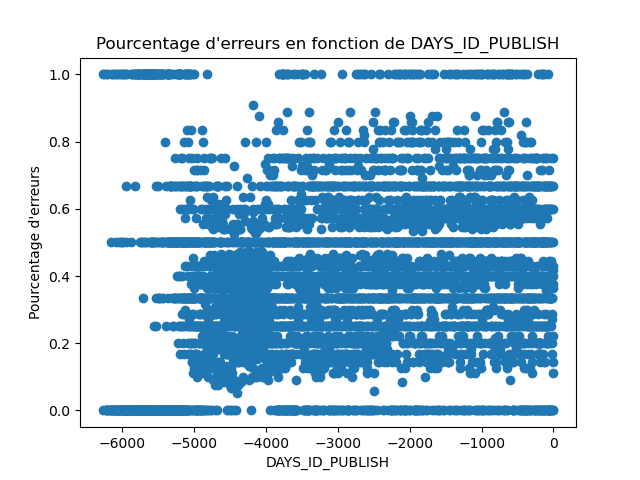 Pourcentage d'erreurs en fonction de DAYS_ID_PUBLISH
1.0
0.8
0.6
0.4
0.2
0.0
Pourcentage d'erreurs
−6000 −5000 −4000 −3000 −2000 −1000 0
DAYS_ID_PUBLISH